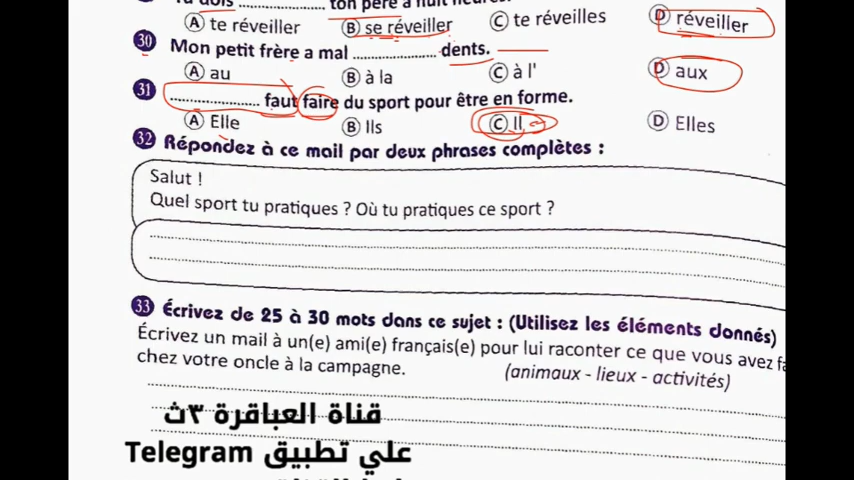 Tu dois .................... ton père à huit heures.
A te réveiller B se réveiller C te réveilles D réveiller
30 Mon petit frère a mal .................... dents.
A au B à la C à l' D aux
31 .................... faut faire du sport pour être en forme.
A Elle B Ils C Il D Elles
32 Répondez à ce mail par deux phrases complètes :
Salut !
Quel sport tu pratiques ? Où tu pratiques ce sport ?
33 Écrivez de 25 à 30 mots dans ce sujet : (Utilisez les éléments donnés)
Écrivez un mail à un(e) ami(e) français(e) pour lui raconter ce que vous avez fa
chez votre oncle à la campagne. (animaux - lieux - activités)
قناة العباقرة ٣ث
علي تطبيق Telegram